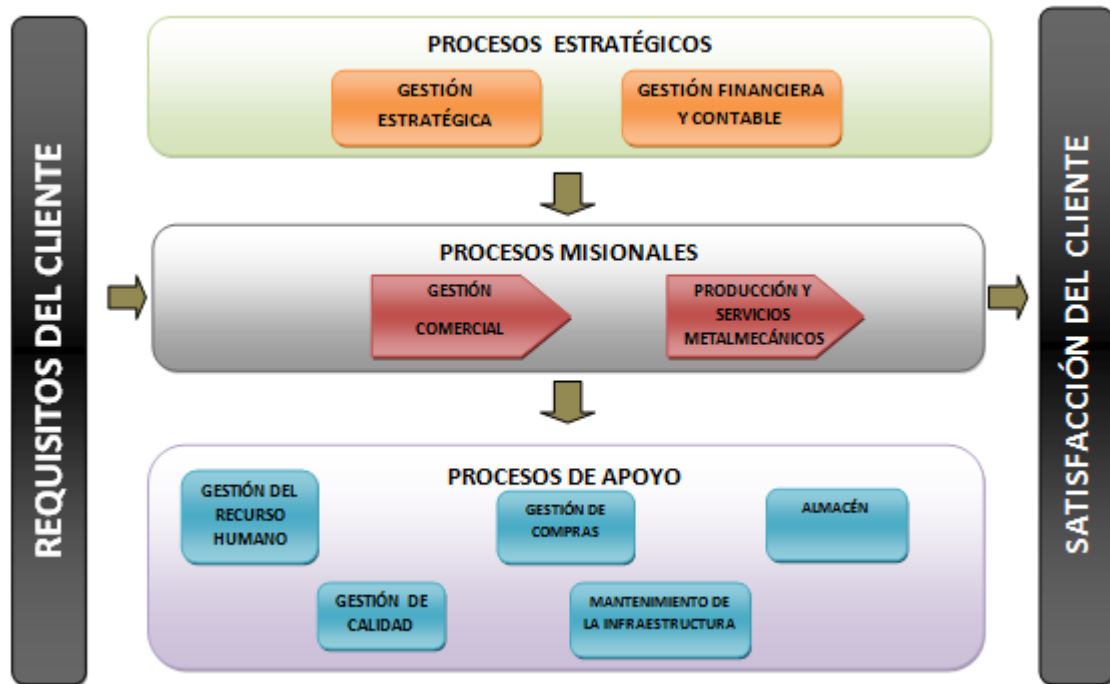 REQUISITOS DEL CLIENTE
PROCESOS ESTRATÉGICOS
GESTIÓN
ESTRATÉGICA
GESTIÓN FINANCIERA
Y CONTABLE
PROCESOS MISIONALES
GESTIÓN
COMERCIAL
PRODUCCIÓN Y
SERVICIOS
METALMECÁNICOS
PROCESOS DE APOYO
GESTIÓN DEL
RECURSO
HUMANO
GESTIÓN DE
COMPRAS
ALMACÉN
GESTIÓN DE
CALIDAD
MANTENIMIENTO DE
LA INFRAESTRUCTURA
SATISFACCIÓN DEL CLIENTE